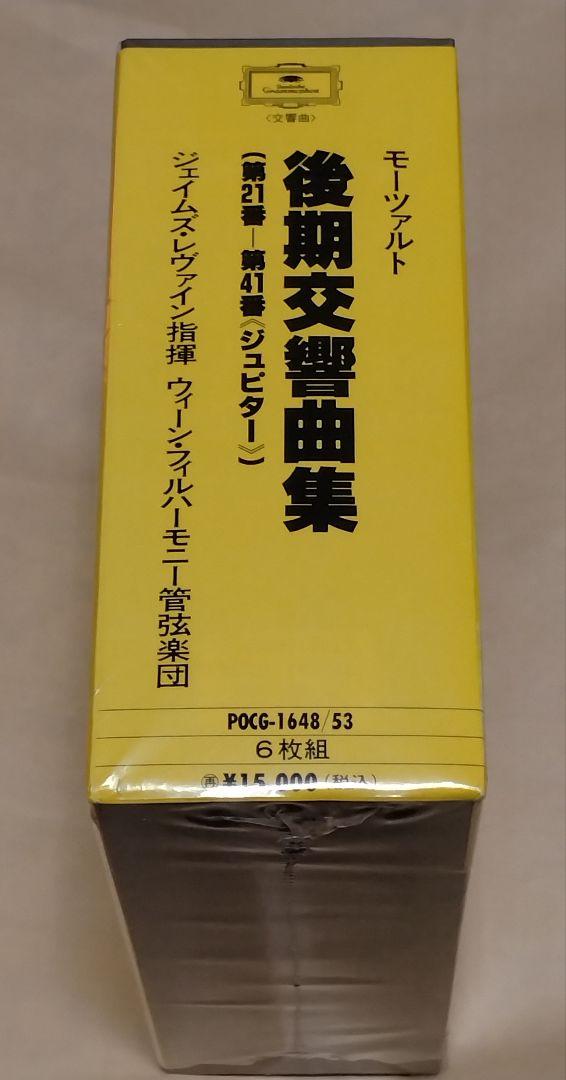 Deutsche
Grammophon
〈交響曲〉
モーツァルト
後期交響曲集
(第21番―第41番《ジュピター》)
ジェイムズ・レヴァイン指揮 ウィーン・フィルハーモニー管弦楽団
POCG-1648/53
6枚組
再 ¥15,000(税込)